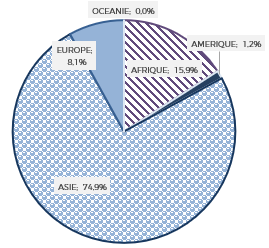 OCEANIE; 0,0%
AMERIQUE; 1,2%
EUROPE;
8,1%
AFRIQUE; 15,9%
ASIE; 74,9%